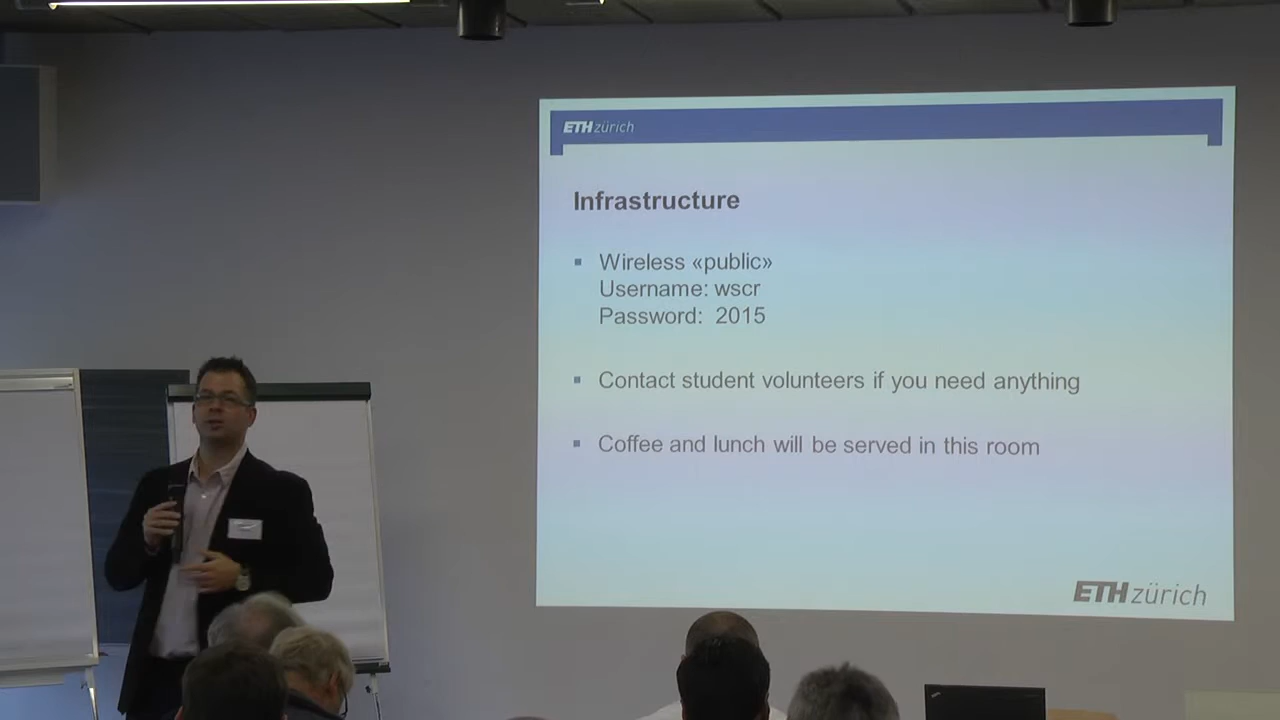 ETH zürich
Infrastructure
Wireless «public»
Username: wscr
Password: 2015
Contact student volunteers if you need anything
Coffee and lunch will be served in this room
ETH zürich